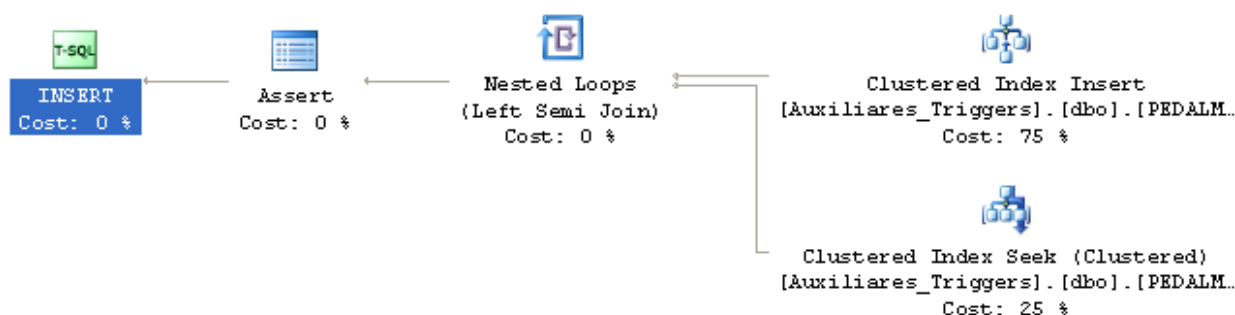 T-SQL
INSERT
Cost: 0 %
Assert
Cost: 0 %
Nested Loops
(Left Semi Join)
Cost: 0 %
Clustered Index Insert
[Auxiliares_Triggers].[dbo].[PEDALM…
Cost: 75 %
Clustered Index Seek (Clustered)
[Auxiliares_Triggers].[dbo].[PEDALM…
Cost: 25 %